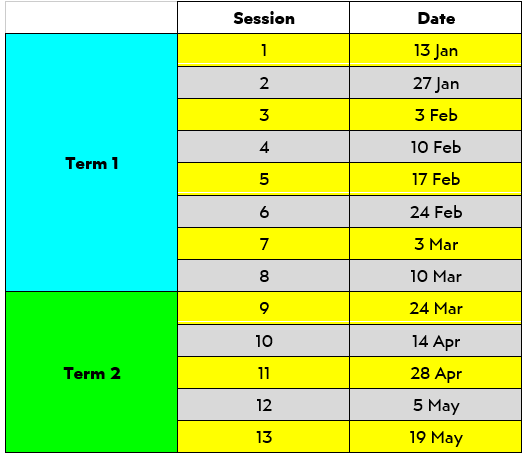 Session Date
1 13 Jan
2 27 Jan
3 3 Feb
4 10 Feb
Term 1
5 17 Feb
6 24 Feb
7 3 Mar
8 10 Mar
9 24 Mar
10 14 Apr
Term 2 11 28 Apr
12 5 May
13 19 May